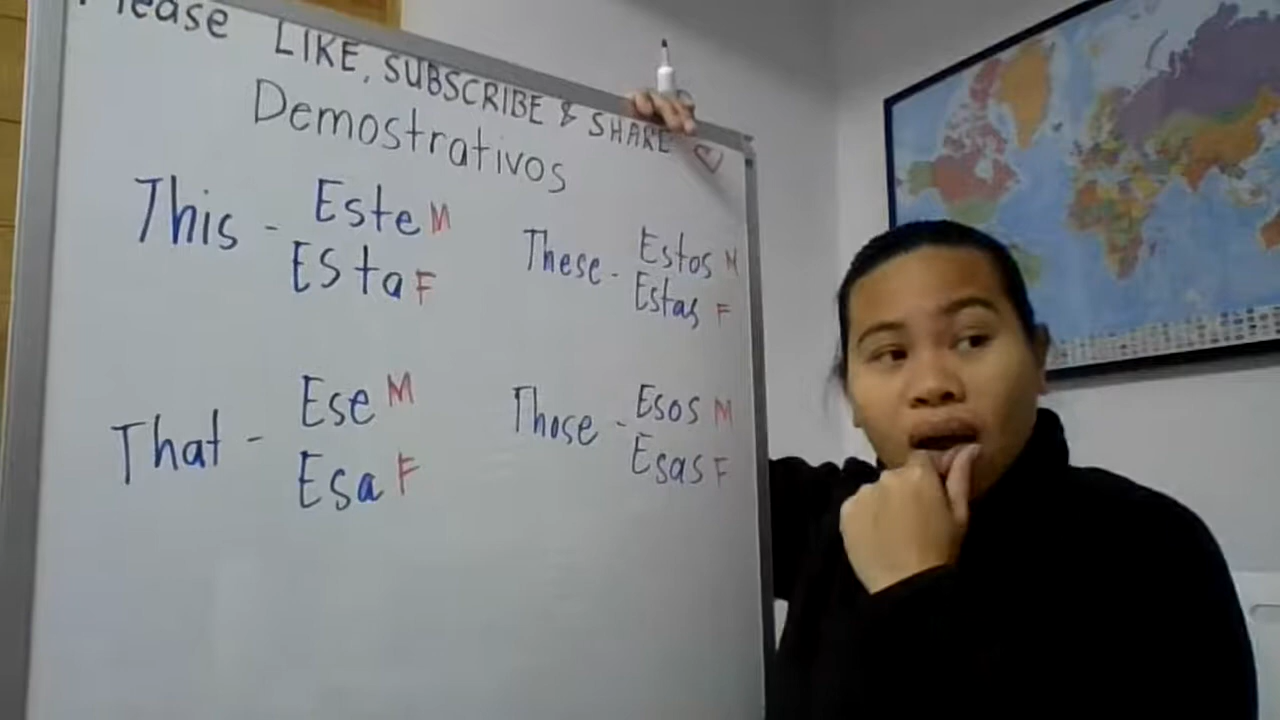 Please LIKE, SUBSCRIBE & SHARE
Demostrativos
This - Este M
Esta F
These - Estos M
Estas F
That - Ese M
Esa F
Those - Esos M
Esas F